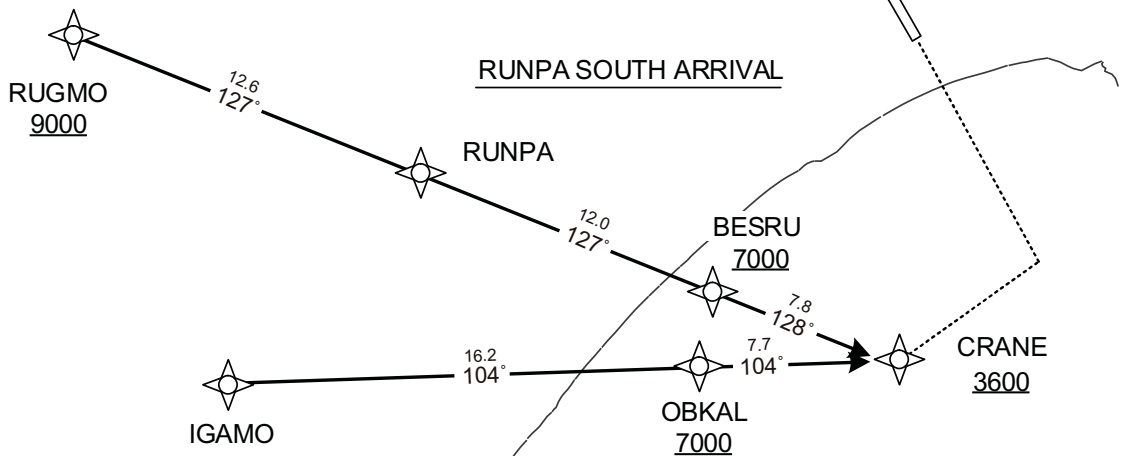 RUNPA SOUTH ARRIVAL
RUGMO
9000
12.6
127°
RUNPA
12.0
127°
BESRU
7000
7.8
128°
CRANE
3600
IGAMO
16.2
104°
OBKAL
7000
7.7
104°